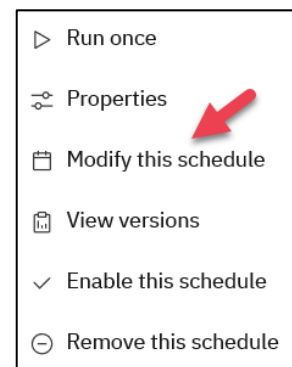 Run once
Properties
Modify this schedule
View versions
Enable this schedule
Remove this schedule